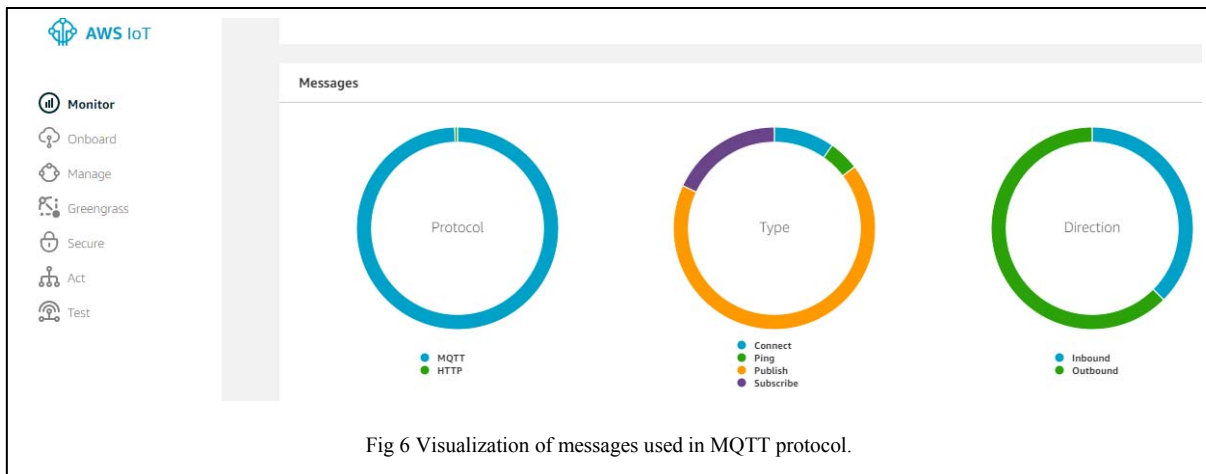 AWS IoT
Monitor
Onboard
Manage
Greengrass
Secure
Act
Test
Messages
Protocol
MQTT
HTTP
Type
Connect
Ping
Publish
Subscribe
Direction
Inbound
Outbound
Fig 6 Visualization of messages used in MQTT protocol.